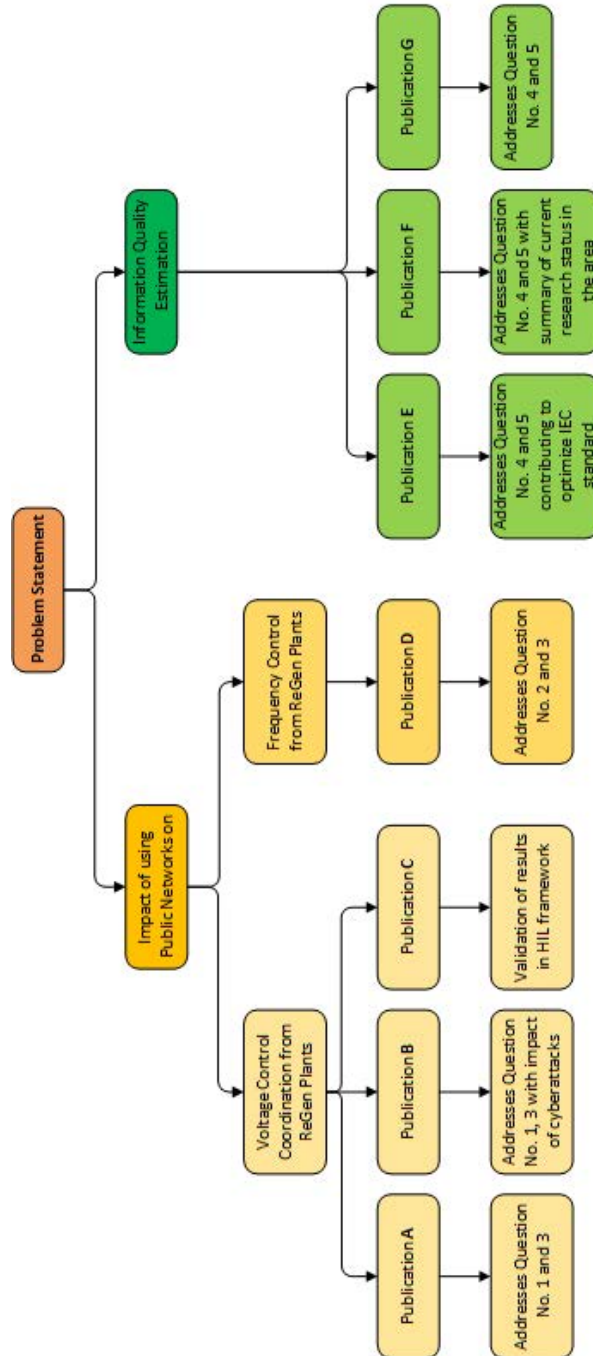 Problem Statement
Impact of using
Public Networks on
Information Quality
Estimation
Voltage Control
Coordination from
ReGen Plants
Frequency Control
from ReGen Plants
Publication A
Publication B
Publication C
Publication D
Publication E
Publication F
Publication G
Addresses Question
No. 1 and 3
Addresses Question
No. 1, 3 with impact
of cyberattacks
Validation of results
in HIL framework
Addresses Question
No. 2 and 3
Addresses Question
No. 4 and 5
contributing to
optimize IEC
standard
Addresses Question
No. 4 and 5 with
summary of current
research status in
the area
Addresses Question
No. 4 and 5